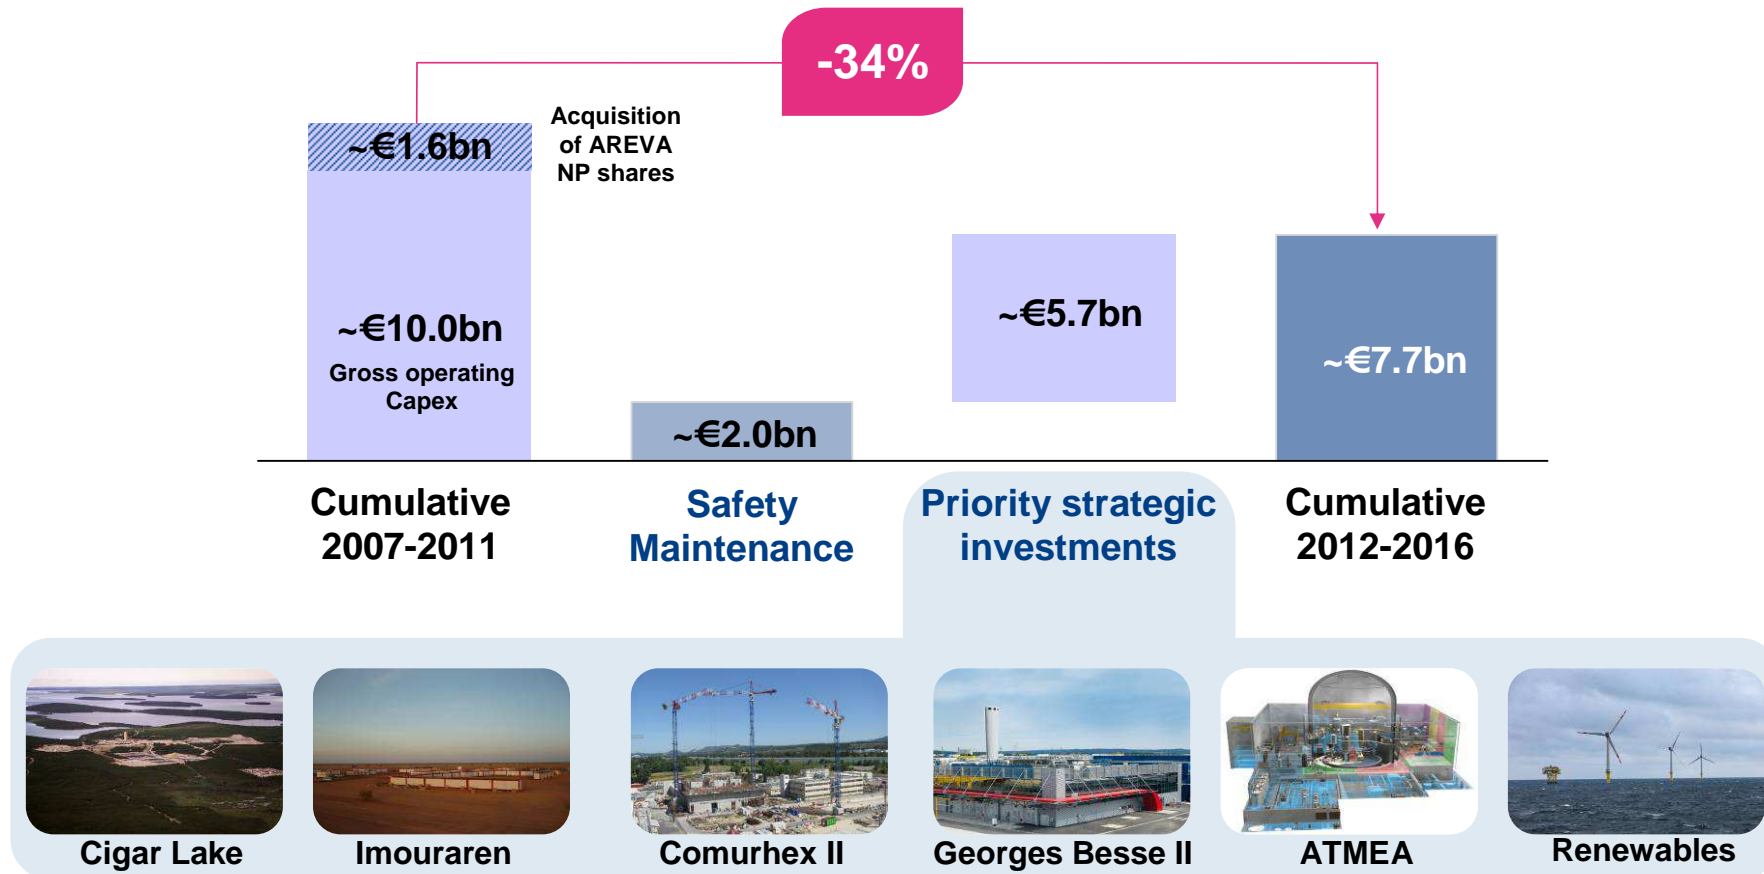 -34%
Acquisition
of AREVA
NP shares
~€1.6bn
~€10.0bn
Gross operating
Capex
~€2.0bn
~€5.7bn
~€7.7bn
Cumulative
2007-2011
Safety
Maintenance
Priority strategic
investments
Cumulative
2012-2016
Cigar Lake
Imouraren
Comurhex II
Georges Besse II
ATMEA
Renewables